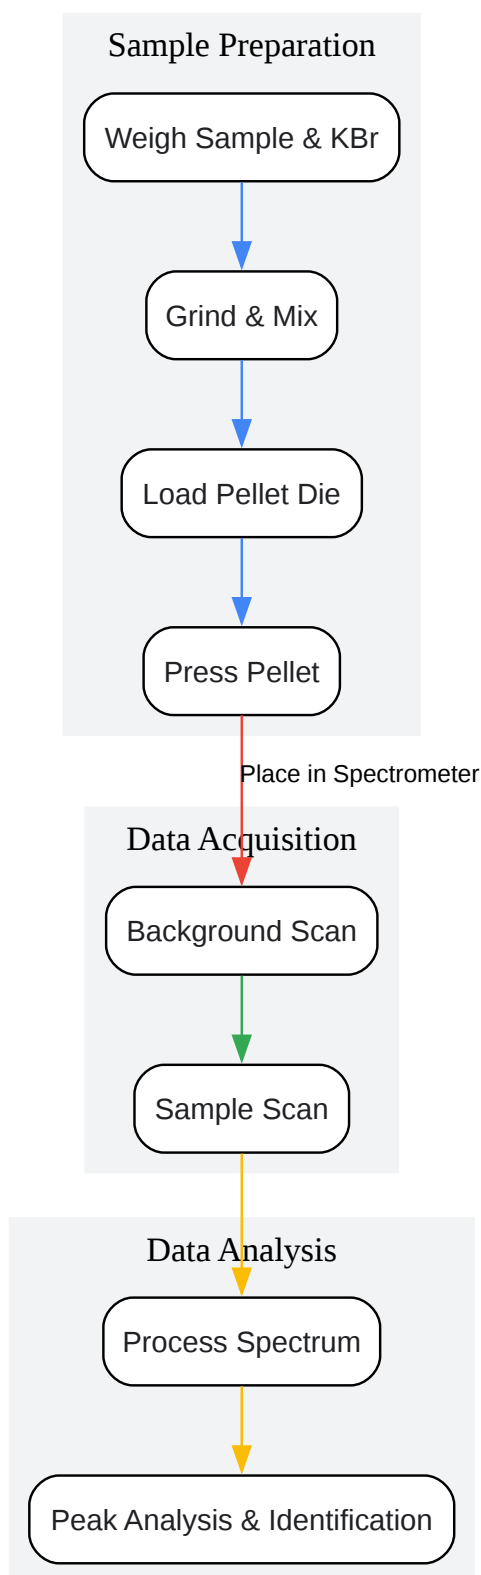 Sample Preparation
Weigh Sample & KBr
Grind & Mix
Load Pellet Die
Press Pellet
Place in Spectrometer
Data Acquisition
Background Scan
Sample Scan
Data Analysis
Process Spectrum
Peak Analysis & Identification